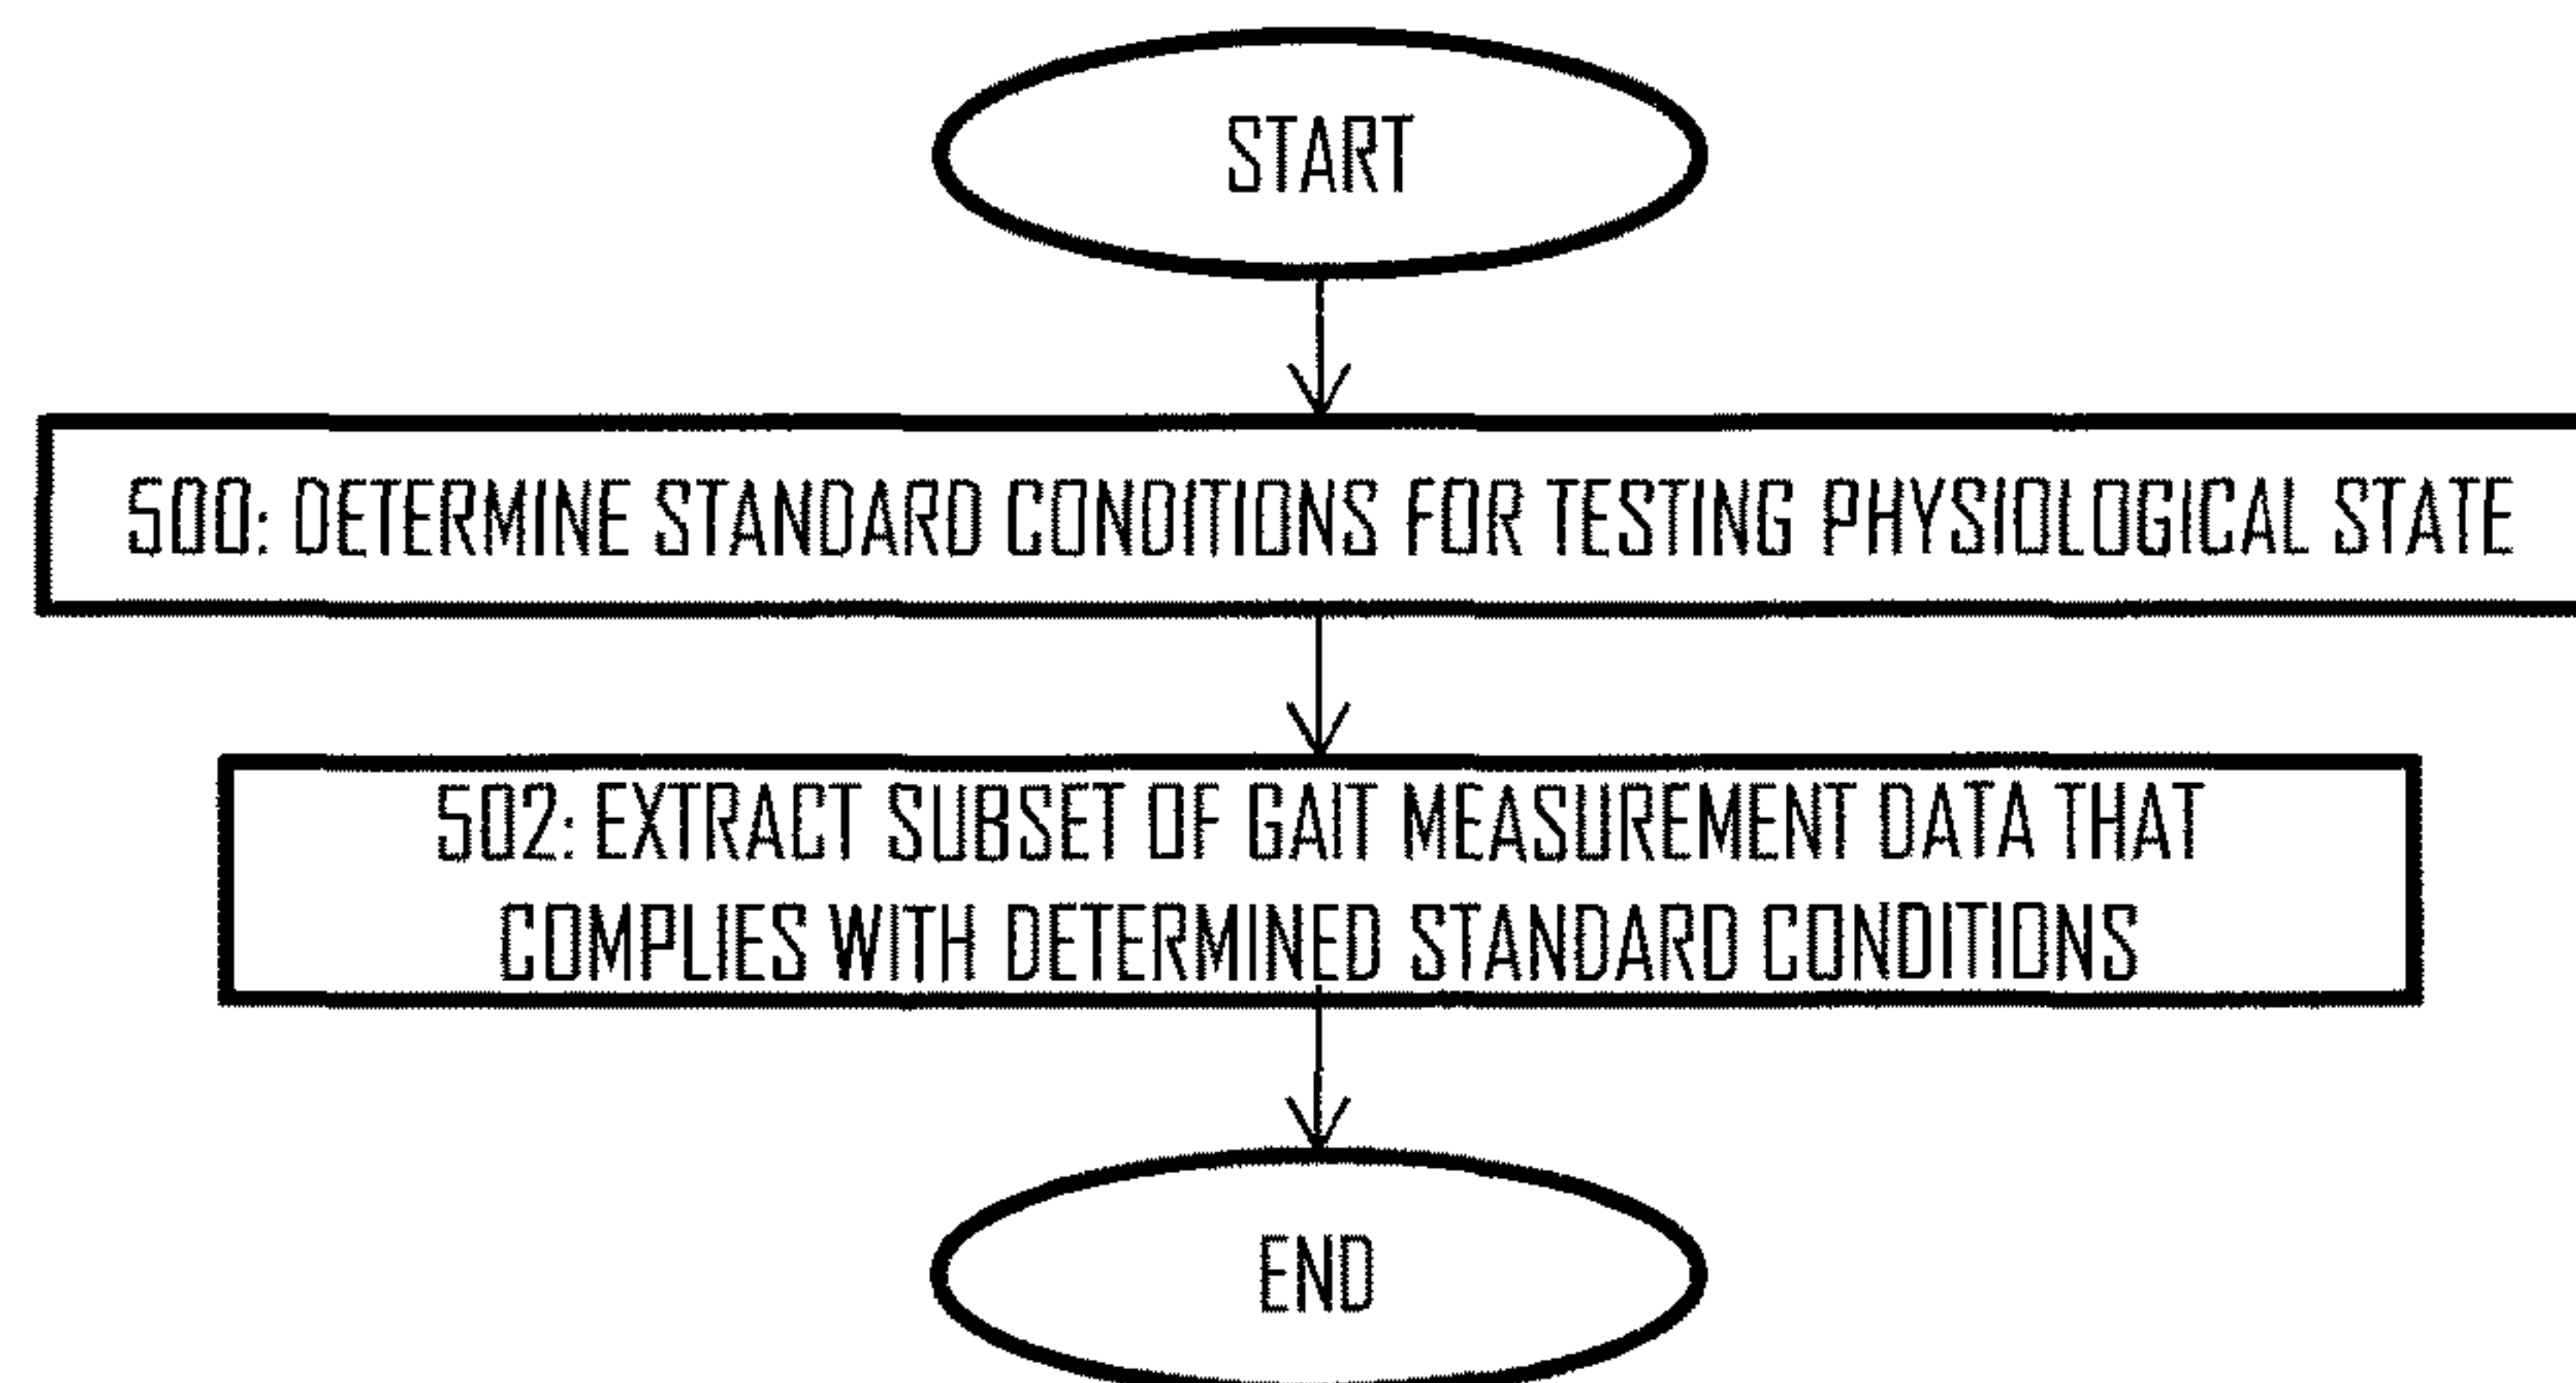 START
500: DETERMINE STANDARD CONDITIONS FOR TESTING PHYSIOLOGICAL STATE
502: EXTRACT SUBSET OF GAIT MEASUREMENT DATA THAT
COMPLIES WITH DETERMINED STANDARD CONDITIONS
END